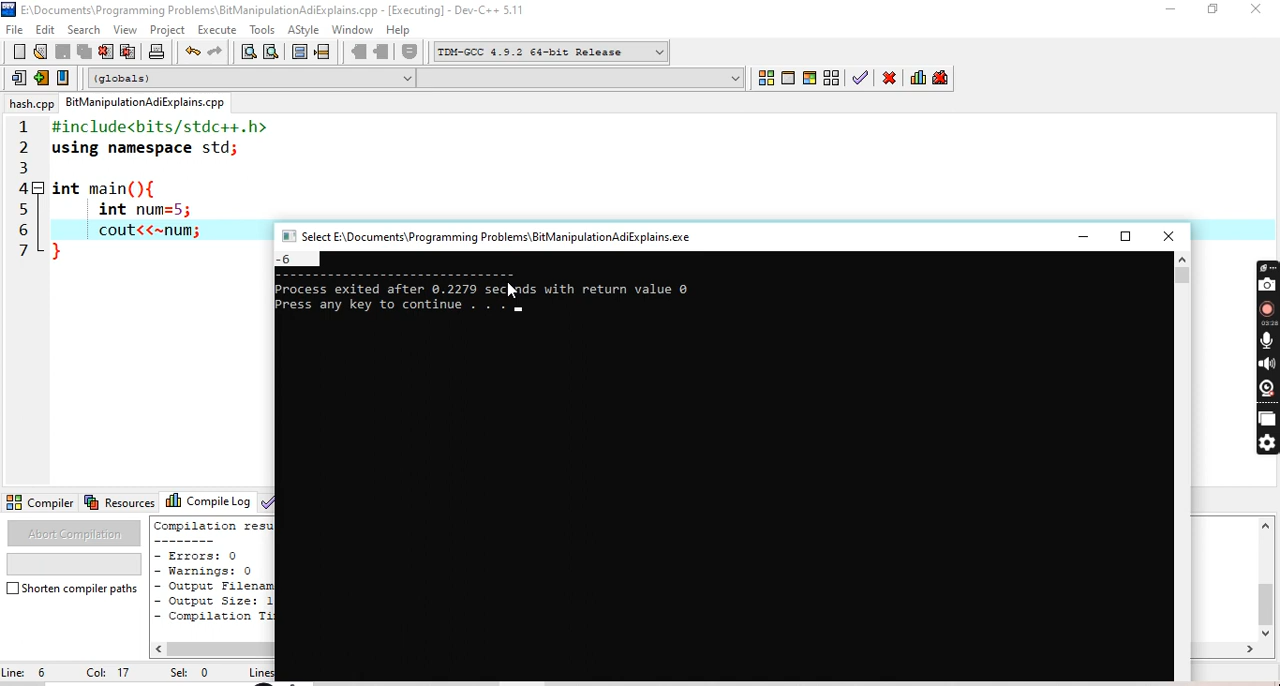 E:\Documents\Programming Problems\BitManipulationAdiExplains.cpp - [Executing] - Dev-C++ 5.11
File Edit Search View Project Execute Tools AStyle Window Help
TDM-GCC 4.9.2 64-bit Release
(globals)
hash.cpp BitManipulationAdiExplains.cpp
1 #include<bits/stdc++.h>
2 using namespace std;
3
4 int main(){
5 int num=5;
6 cout<<~num;
7 }
Select E:\Documents\Programming Problems\BitManipulationAdiExplains.exe
-6
--------------------------------
Process exited after 0.2279 seconds with return value 0
Press any key to continue . . .
03:28
Compiler Resources Compile Log
Abort Compilation
Shorten compiler paths
Compilation resu
--------
- Errors: 0
- Warnings: 0
- Output Filenam
- Output Size: 1
- Compilation Ti
Line: 6 Col: 17 Sel: 0 Lines